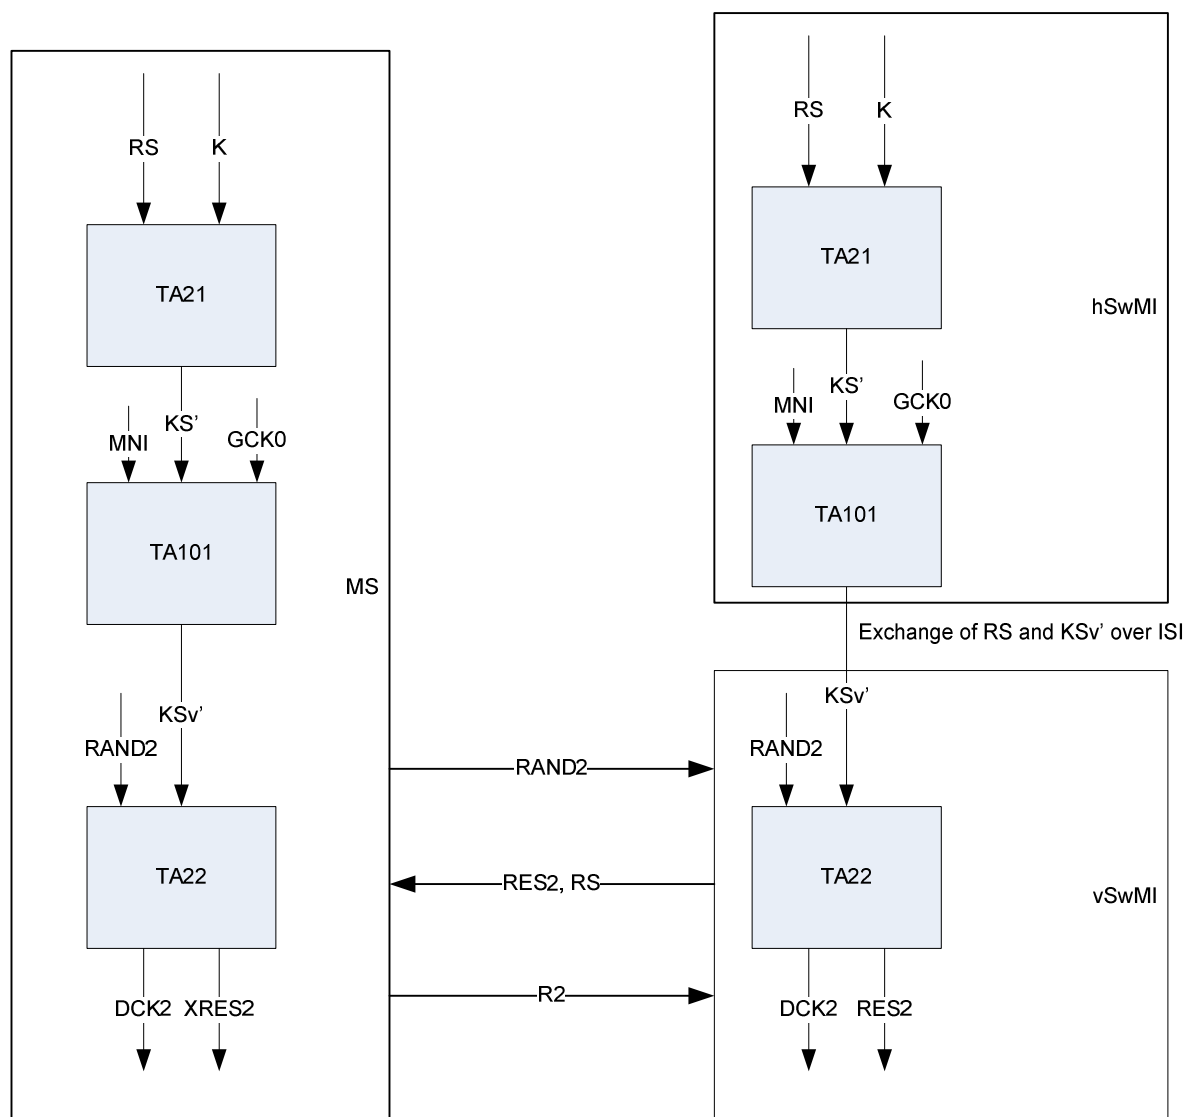 RS
K
TA21
MNI
KS’
GCK0
TA101
MS
KSv’
RAND2
TA22
DCK2
XRES2
RAND2
RES2, RS
R2
RS
K
TA21
hSwMI
MNI
KS’
GCK0
TA101
Exchange of RS and KSv’ over ISI
KSv’
RAND2
TA22
vSwMI
DCK2
RES2